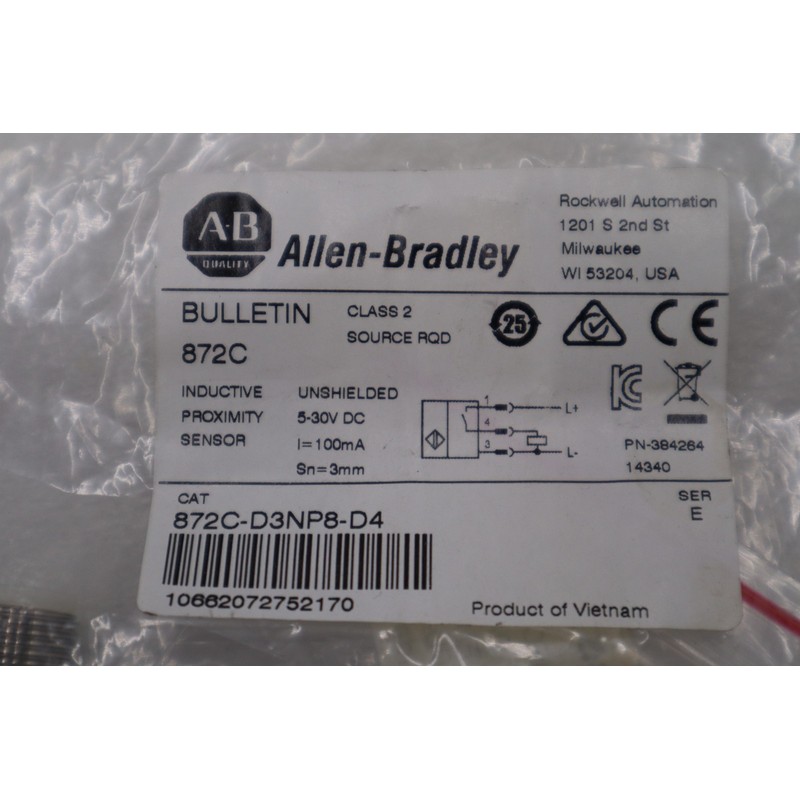 A·B
QUALITY
Allen-Bradley
Rockwell Automation
1201 S 2nd St
Milwaukee
WI 53204, USA
BULLETIN
872C
CLASS 2
SOURCE RQD
25
CE
INDUCTIVE
PROXIMITY
SENSOR
UNSHIELDED
5-30V DC
I=100mA
Sn=3mm
1
L+
4
3
L-
PN-384264
14340
CAT
872C-D3NP8-D4
SER
E
10662072752170
Product of Vietnam